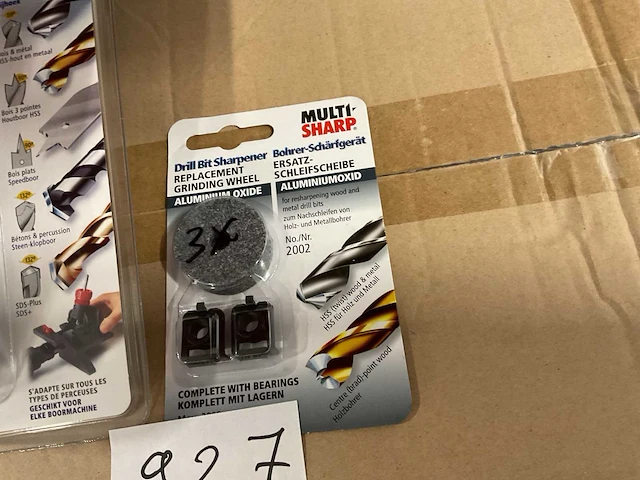 ijboek
bois & métal
HSS-hout en metaal
Bois 3 pointes
Houtboor HSS
Bois plats
Speedboor
132°
Bétons & percussion
Steen-klopboor
132°
SDS-Plus
SDS+
S'ADAPTE SUR TOUS LES
TYPES DE PERCEUSES
GESCHIKT VOOR
ELKE BOORMACHINE
MULTI
SHARP
Drill Bit Sharpener
REPLACEMENT
GRINDING WHEEL
ALUMINIUM OXIDE
Bohrer-Schärfgerät
ERSATZ-
SCHLEIFSCHEIBE
ALUMINIUMOXID
for resharpening wood and
metal drill bits
zum Nachschleifen von
Holz- und Metallbohrer
No./Nr.
2002
HSS (twist) wood & metal
HSS für Holz und Metall
Centre (brad)-point wood
Holzbohrer
COMPLETE WITH BEARINGS
KOMPLETT MIT LAGERN
927